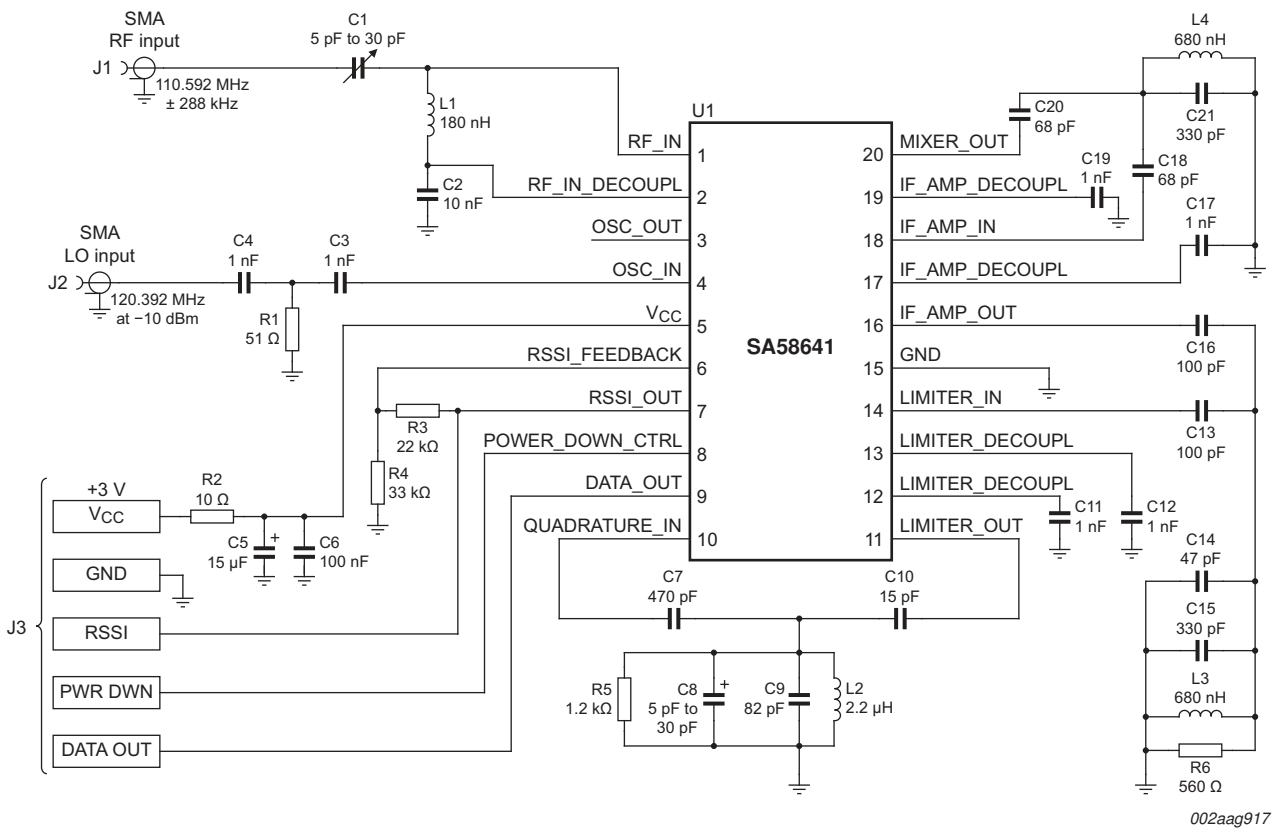 SMA
RF input
J1
110.592 MHz
± 288 kHz
C1
5 pF to 30 pF
L1
180 nH
C2
10 nF
SMA
LO input
J2
120.392 MHz
at −10 dBm
C4
1 nF
C3
1 nF
R1
51 Ω
U1
SA58641
RF_IN
1
RF_IN_DECOUPL
2
OSC_OUT
3
OSC_IN
4
VCC
5
RSSI_FEEDBACK
6
RSSI_OUT
7
POWER_DOWN_CTRL
8
DATA_OUT
9
QUADRATURE_IN
10
20
MIXER_OUT
19
IF_AMP_DECOUPL
18
IF_AMP_IN
17
IF_AMP_DECOUPL
16
IF_AMP_OUT
15
GND
14
LIMITER_IN
13
LIMITER_DECOUPL
12
LIMITER_DECOUPL
11
LIMITER_OUT
R3
22 kΩ
R4
33 kΩ
J3
+3 V
VCC
GND
RSSI
PWR DWN
DATA OUT
R2
10 Ω
C5
15 μF
+
C6
100 nF
C7
470 pF
C10
15 pF
R5
1.2 kΩ
C8
5 pF to
30 pF
+
C9
82 pF
L2
2.2 μH
L4
680 nH
C20
68 pF
C21
330 pF
C19
1 nF
C18
68 pF
C17
1 nF
C16
100 pF
C13
100 pF
C11
1 nF
C12
1 nF
C14
47 pF
C15
330 pF
L3
680 nH
R6
560 Ω
002aag917